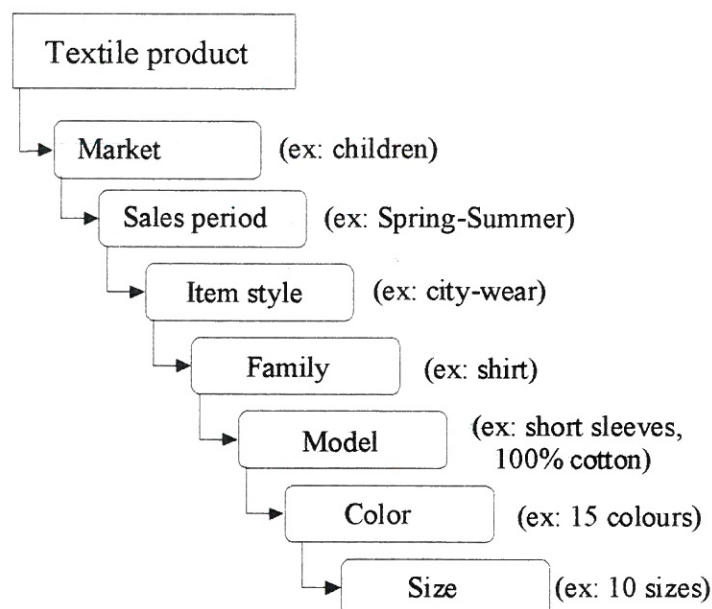 Textile product
Market (ex: children)
Sales period (ex: Spring-Summer)
Item style (ex: city-wear)
Family (ex: shirt)
Model (ex: short sleeves,
100% cotton)
Color (ex: 15 colours)
Size (ex: 10 sizes)